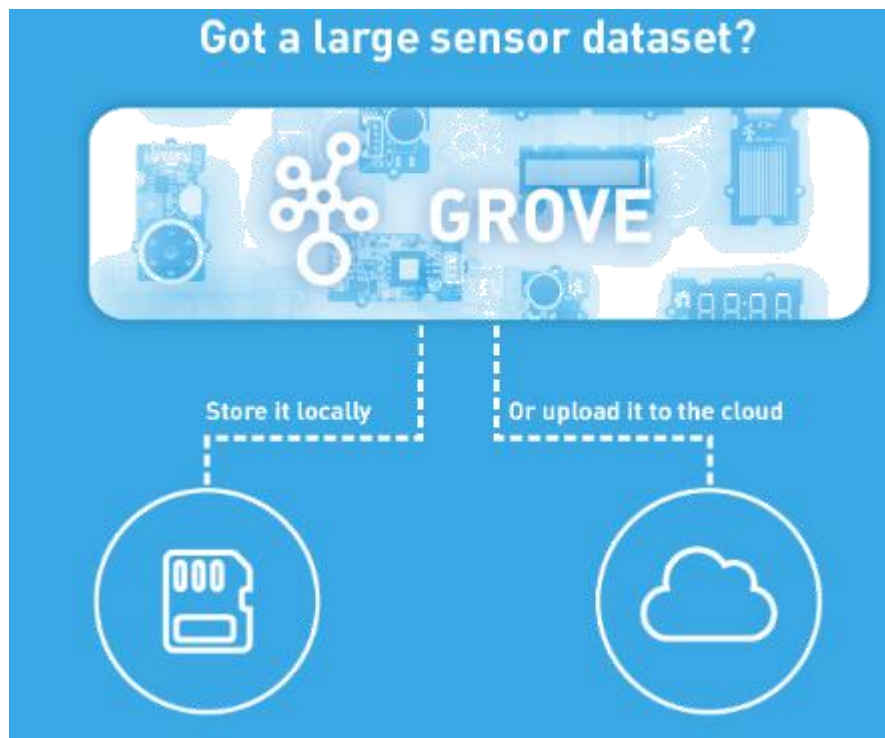 Got a large sensor dataset?
GROVE
Store it locally
Or upload it to the cloud